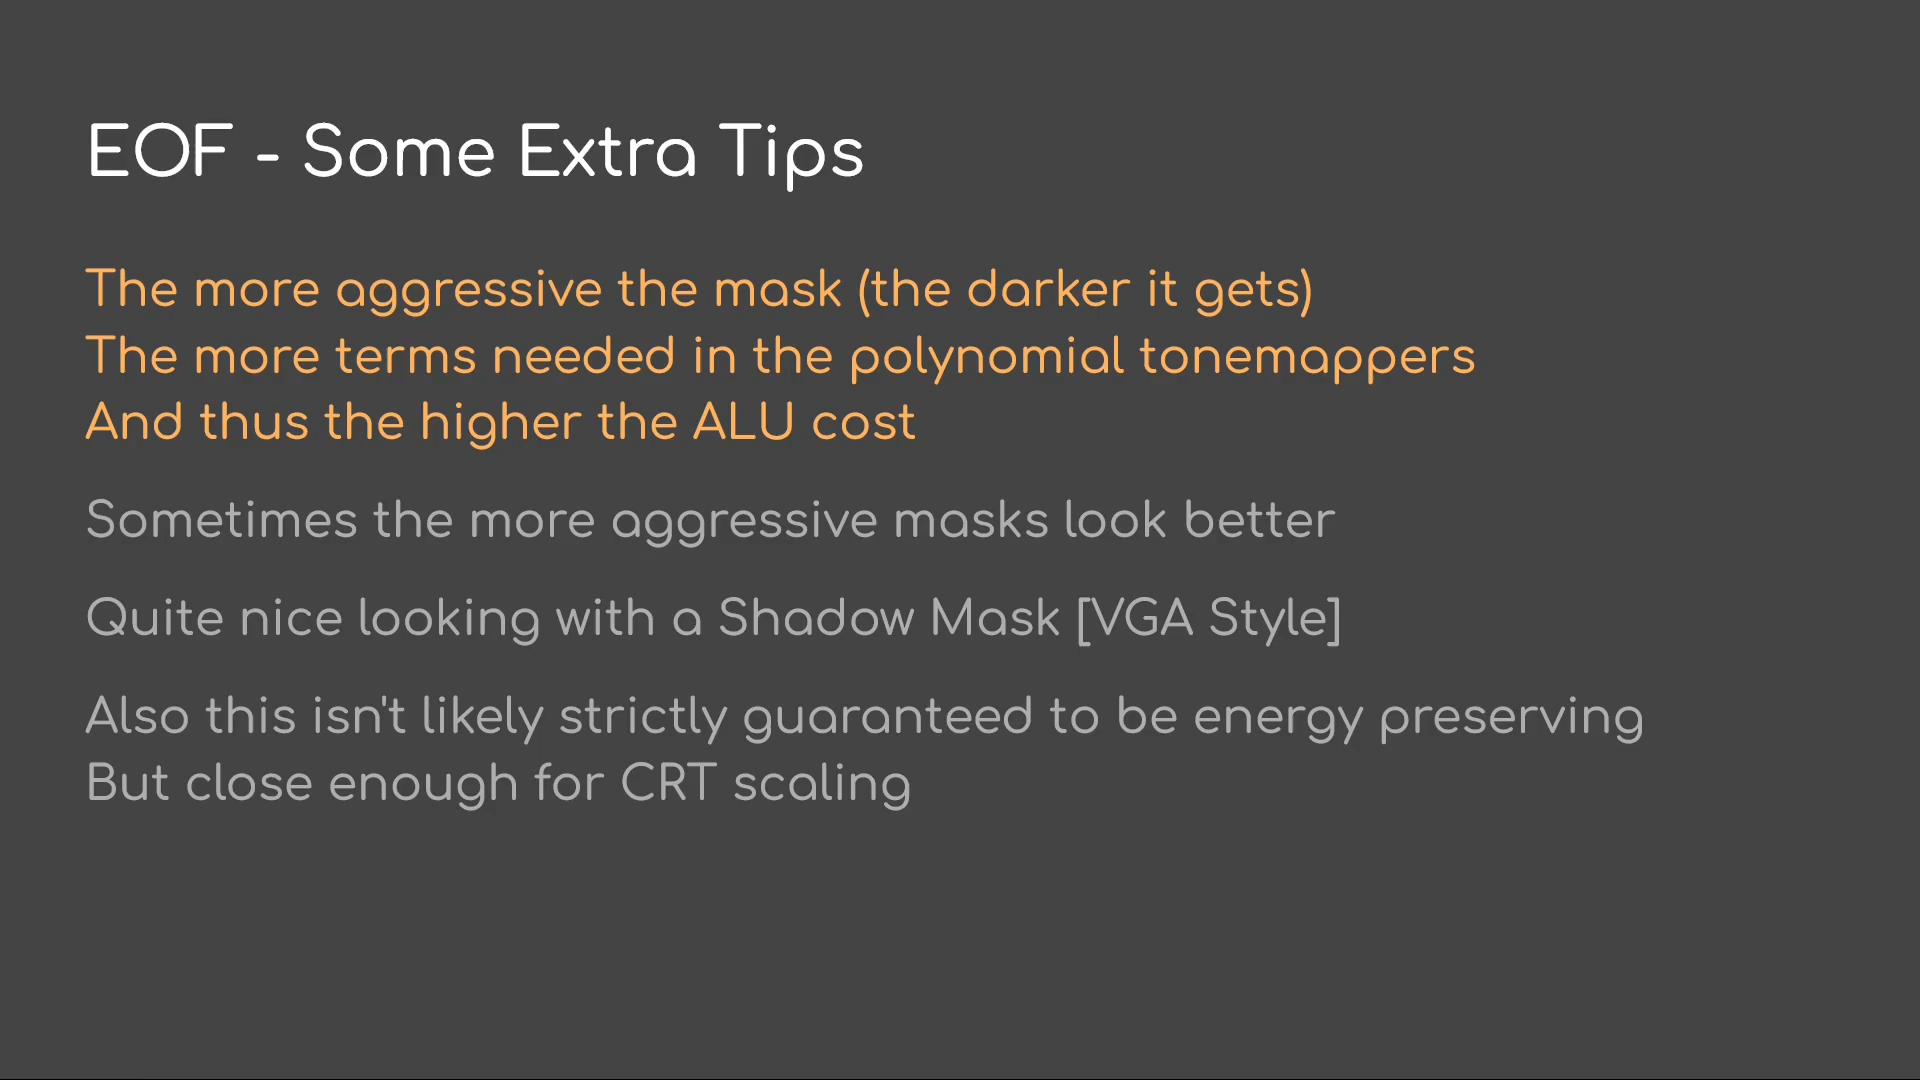 EOF - Some Extra Tips
The more aggressive the mask (the darker it gets)
The more terms needed in the polynomial tonemappers
And thus the higher the ALU cost
Sometimes the more aggressive masks look better
Quite nice looking with a Shadow Mask [VGA Style]
Also this isn't likely strictly guaranteed to be energy preserving
But close enough for CRT scaling